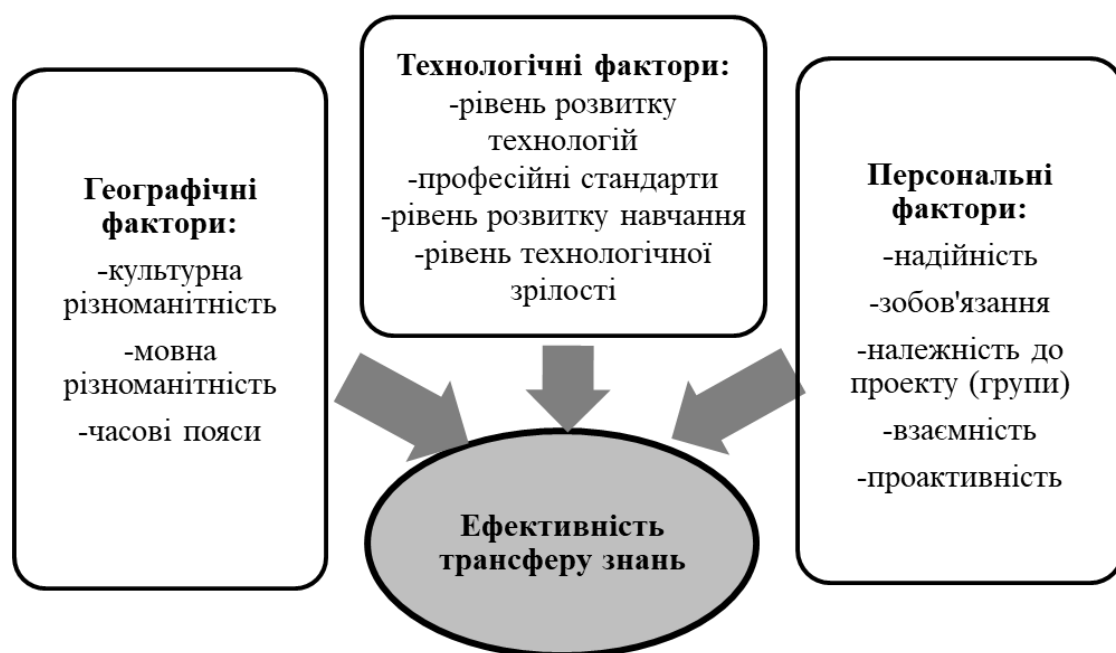 Географічні
фактори:
-культурна
різноманітність
-мовна
різноманітність
-часові пояси
Технологічні фактори:
-рівень розвитку
технологій
-професійні стандарти
-рівень розвитку навчання
-рівень технологічної
зрілості
Персональні
фактори:
-надійність
-зобов'язання
-належність до
проекту (групи)
-взаємність
-проактивність
Ефективність
трансферу знань